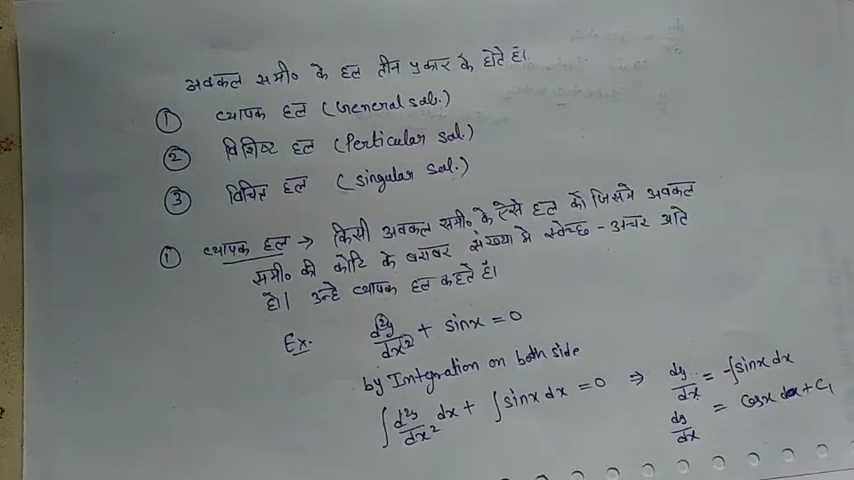 अवकल समी० के हल तीन प्रकार के होते हैं।
① व्यापक हल (General sol.)
② विशिष्ट हल (Perticular sol.)
③ विचित्र हल (singular sol.)
① व्यापक हल → किसी अवकल समी० के ऐसे हल को जिसमे अवकल
समी० की कोटि के बराबर संख्या मे स्वेच्छ - अचर आते
हों। उन्हे व्यापक हल कहते हैं।
Ex. d²y/dx² + sinx = 0
by Integration on both side
∫ d²y/dx² dx + ∫ sinx dx = 0 ⇒ dy/dx = -∫sinx dx
dy/dx = cosx + C₁